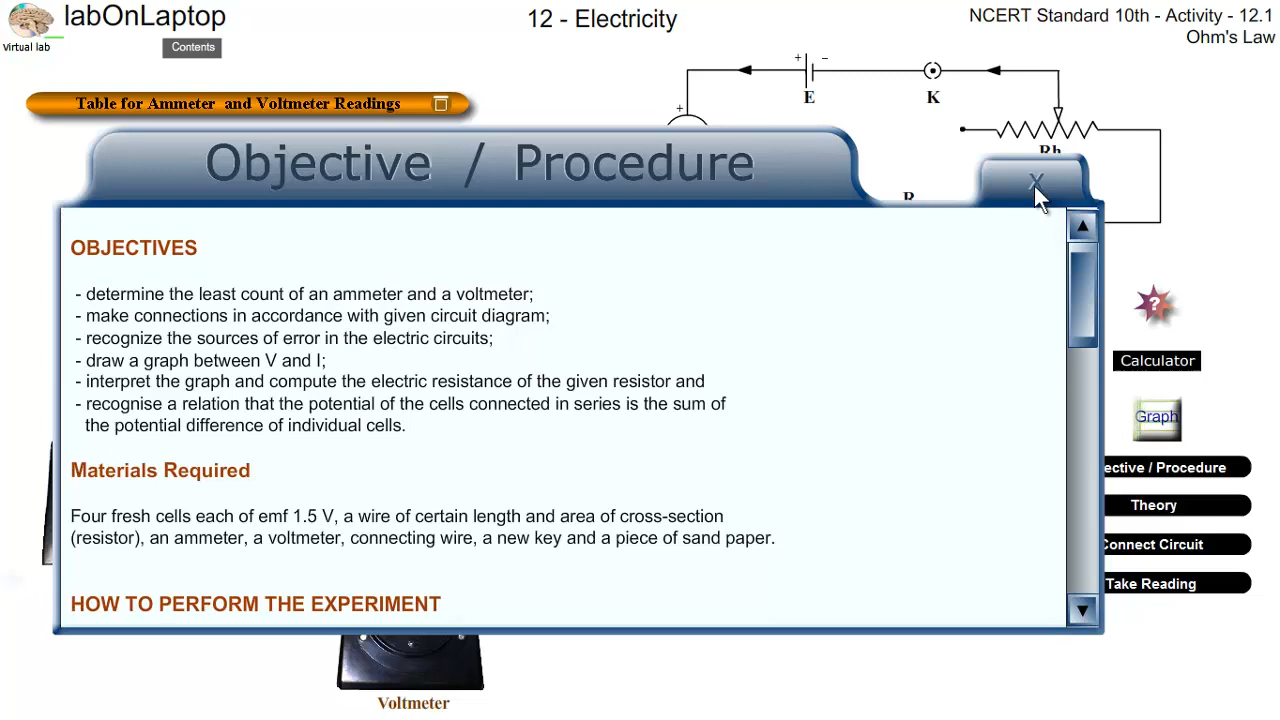 labOnLaptop
virtual lab
Contents
12 - Electricity
NCERT Standard 10th - Activity - 12.1
Ohm's Law
Table for Ammeter and Voltmeter Readings
+ −
E
K
+
Rh
R
Objective / Procedure
X
OBJECTIVES
- determine the least count of an ammeter and a voltmeter;
- make connections in accordance with given circuit diagram;
- recognize the sources of error in the electric circuits;
- draw a graph between V and I;
- interpret the graph and compute the electric resistance of the given resistor and
- recognise a relation that the potential of the cells connected in series is the sum of
the potential difference of individual cells.
Materials Required
Four fresh cells each of emf 1.5 V, a wire of certain length and area of cross-section
(resistor), an ammeter, a voltmeter, connecting wire, a new key and a piece of sand paper.
HOW TO PERFORM THE EXPERIMENT
?
Calculator
Graph
ective / Procedure
Theory
Connect Circuit
Take Reading
Voltmeter